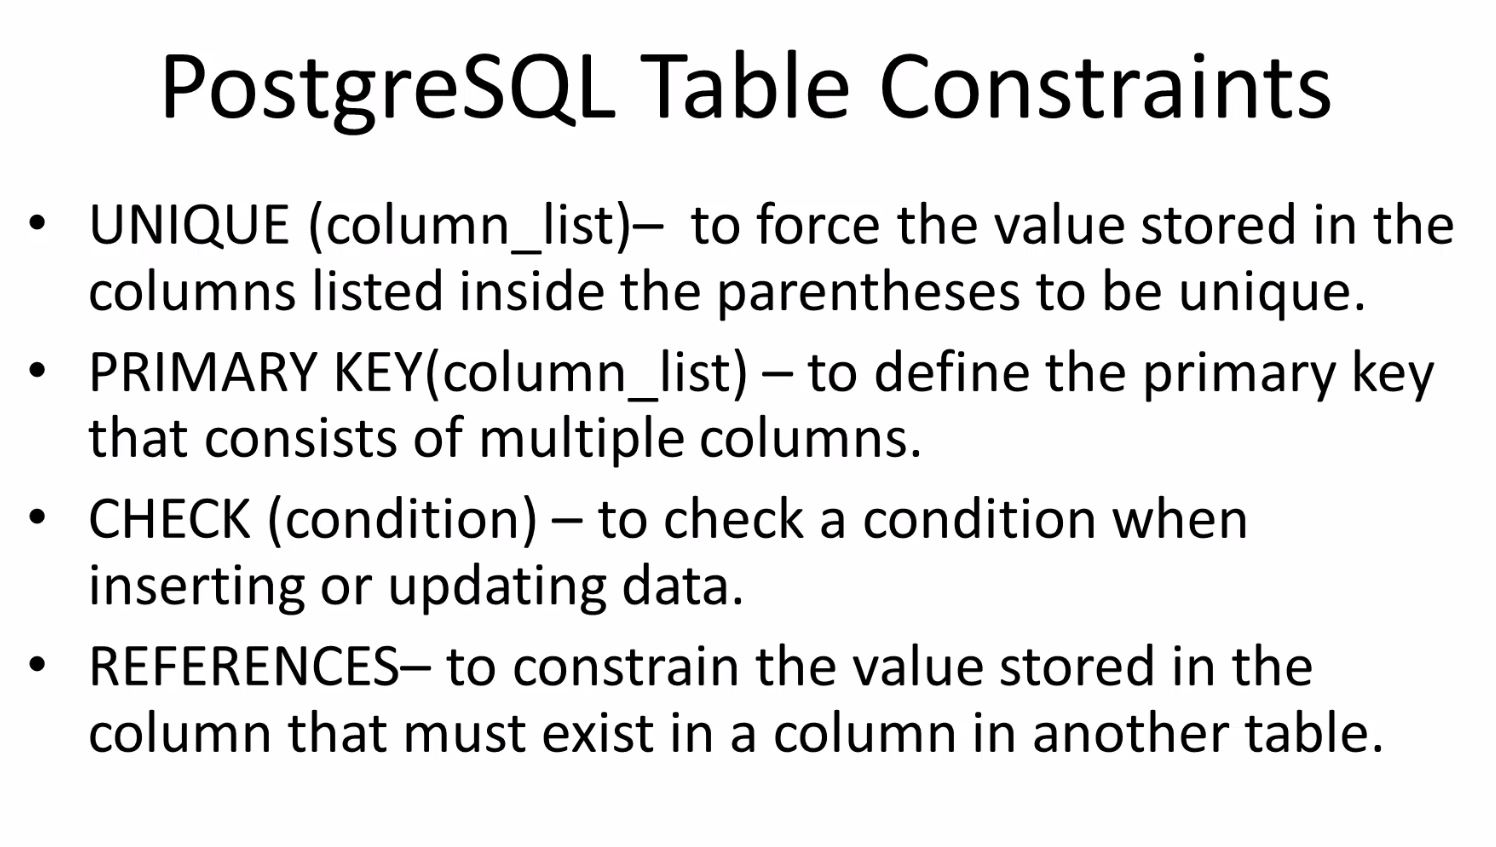 PostgreSQL Table Constraints
• UNIQUE (column_list)–  to force the value stored in the
columns listed inside the parentheses to be unique.
• PRIMARY KEY(column_list) – to define the primary key
that consists of multiple columns.
• CHECK (condition) – to check a condition when
inserting or updating data.
• REFERENCES– to constrain the value stored in the
column that must exist in a column in another table.